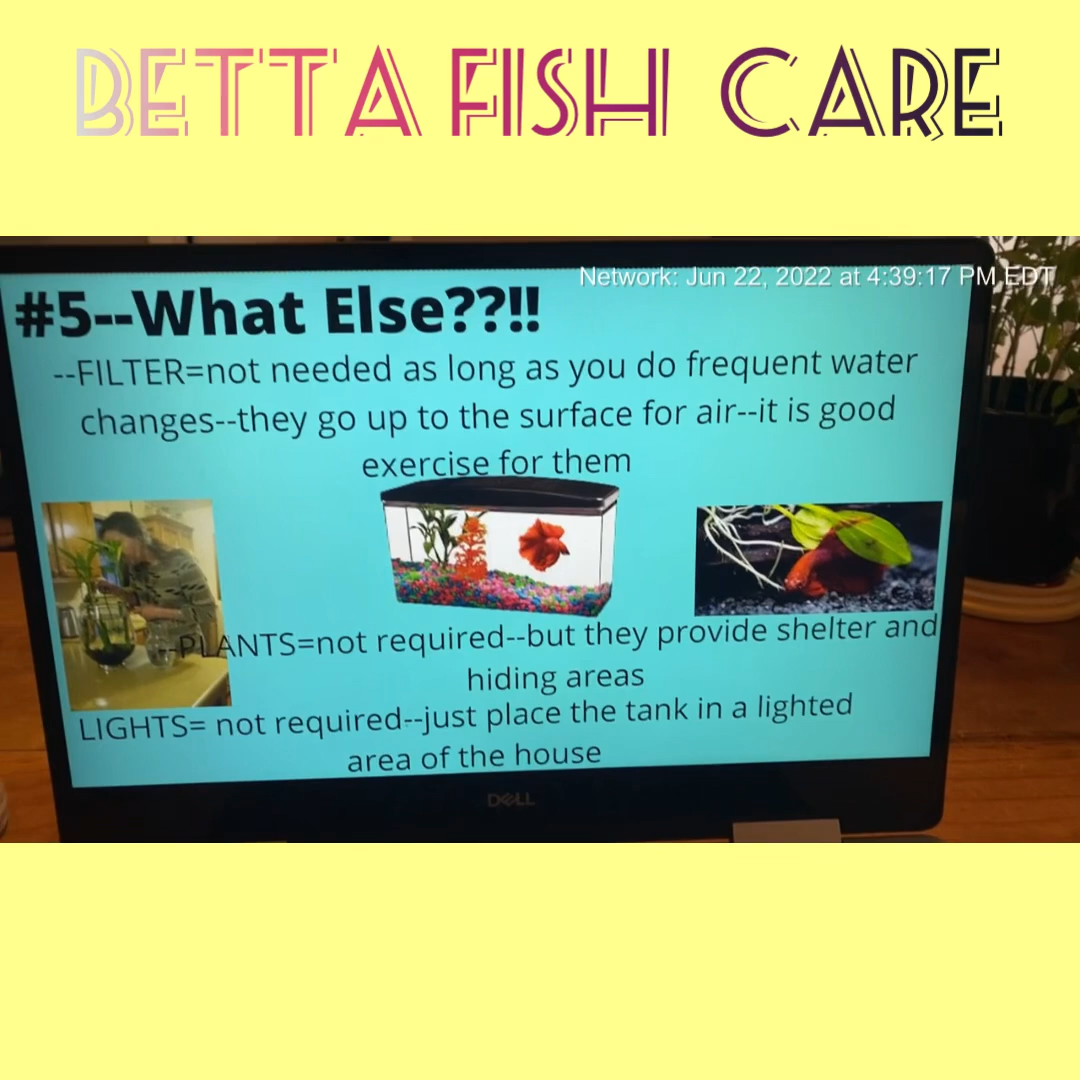 BETTA FISH CARE
Network: Jun 22, 2022 at 4:39:17 PM EDT
#5--What Else??!!
--FILTER=not needed as long as you do frequent water
changes--they go up to the surface for air--it is good
exercise for them
--PLANTS=not required--but they provide shelter and
hiding areas
LIGHTS= not required--just place the tank in a lighted
area of the house
DELL